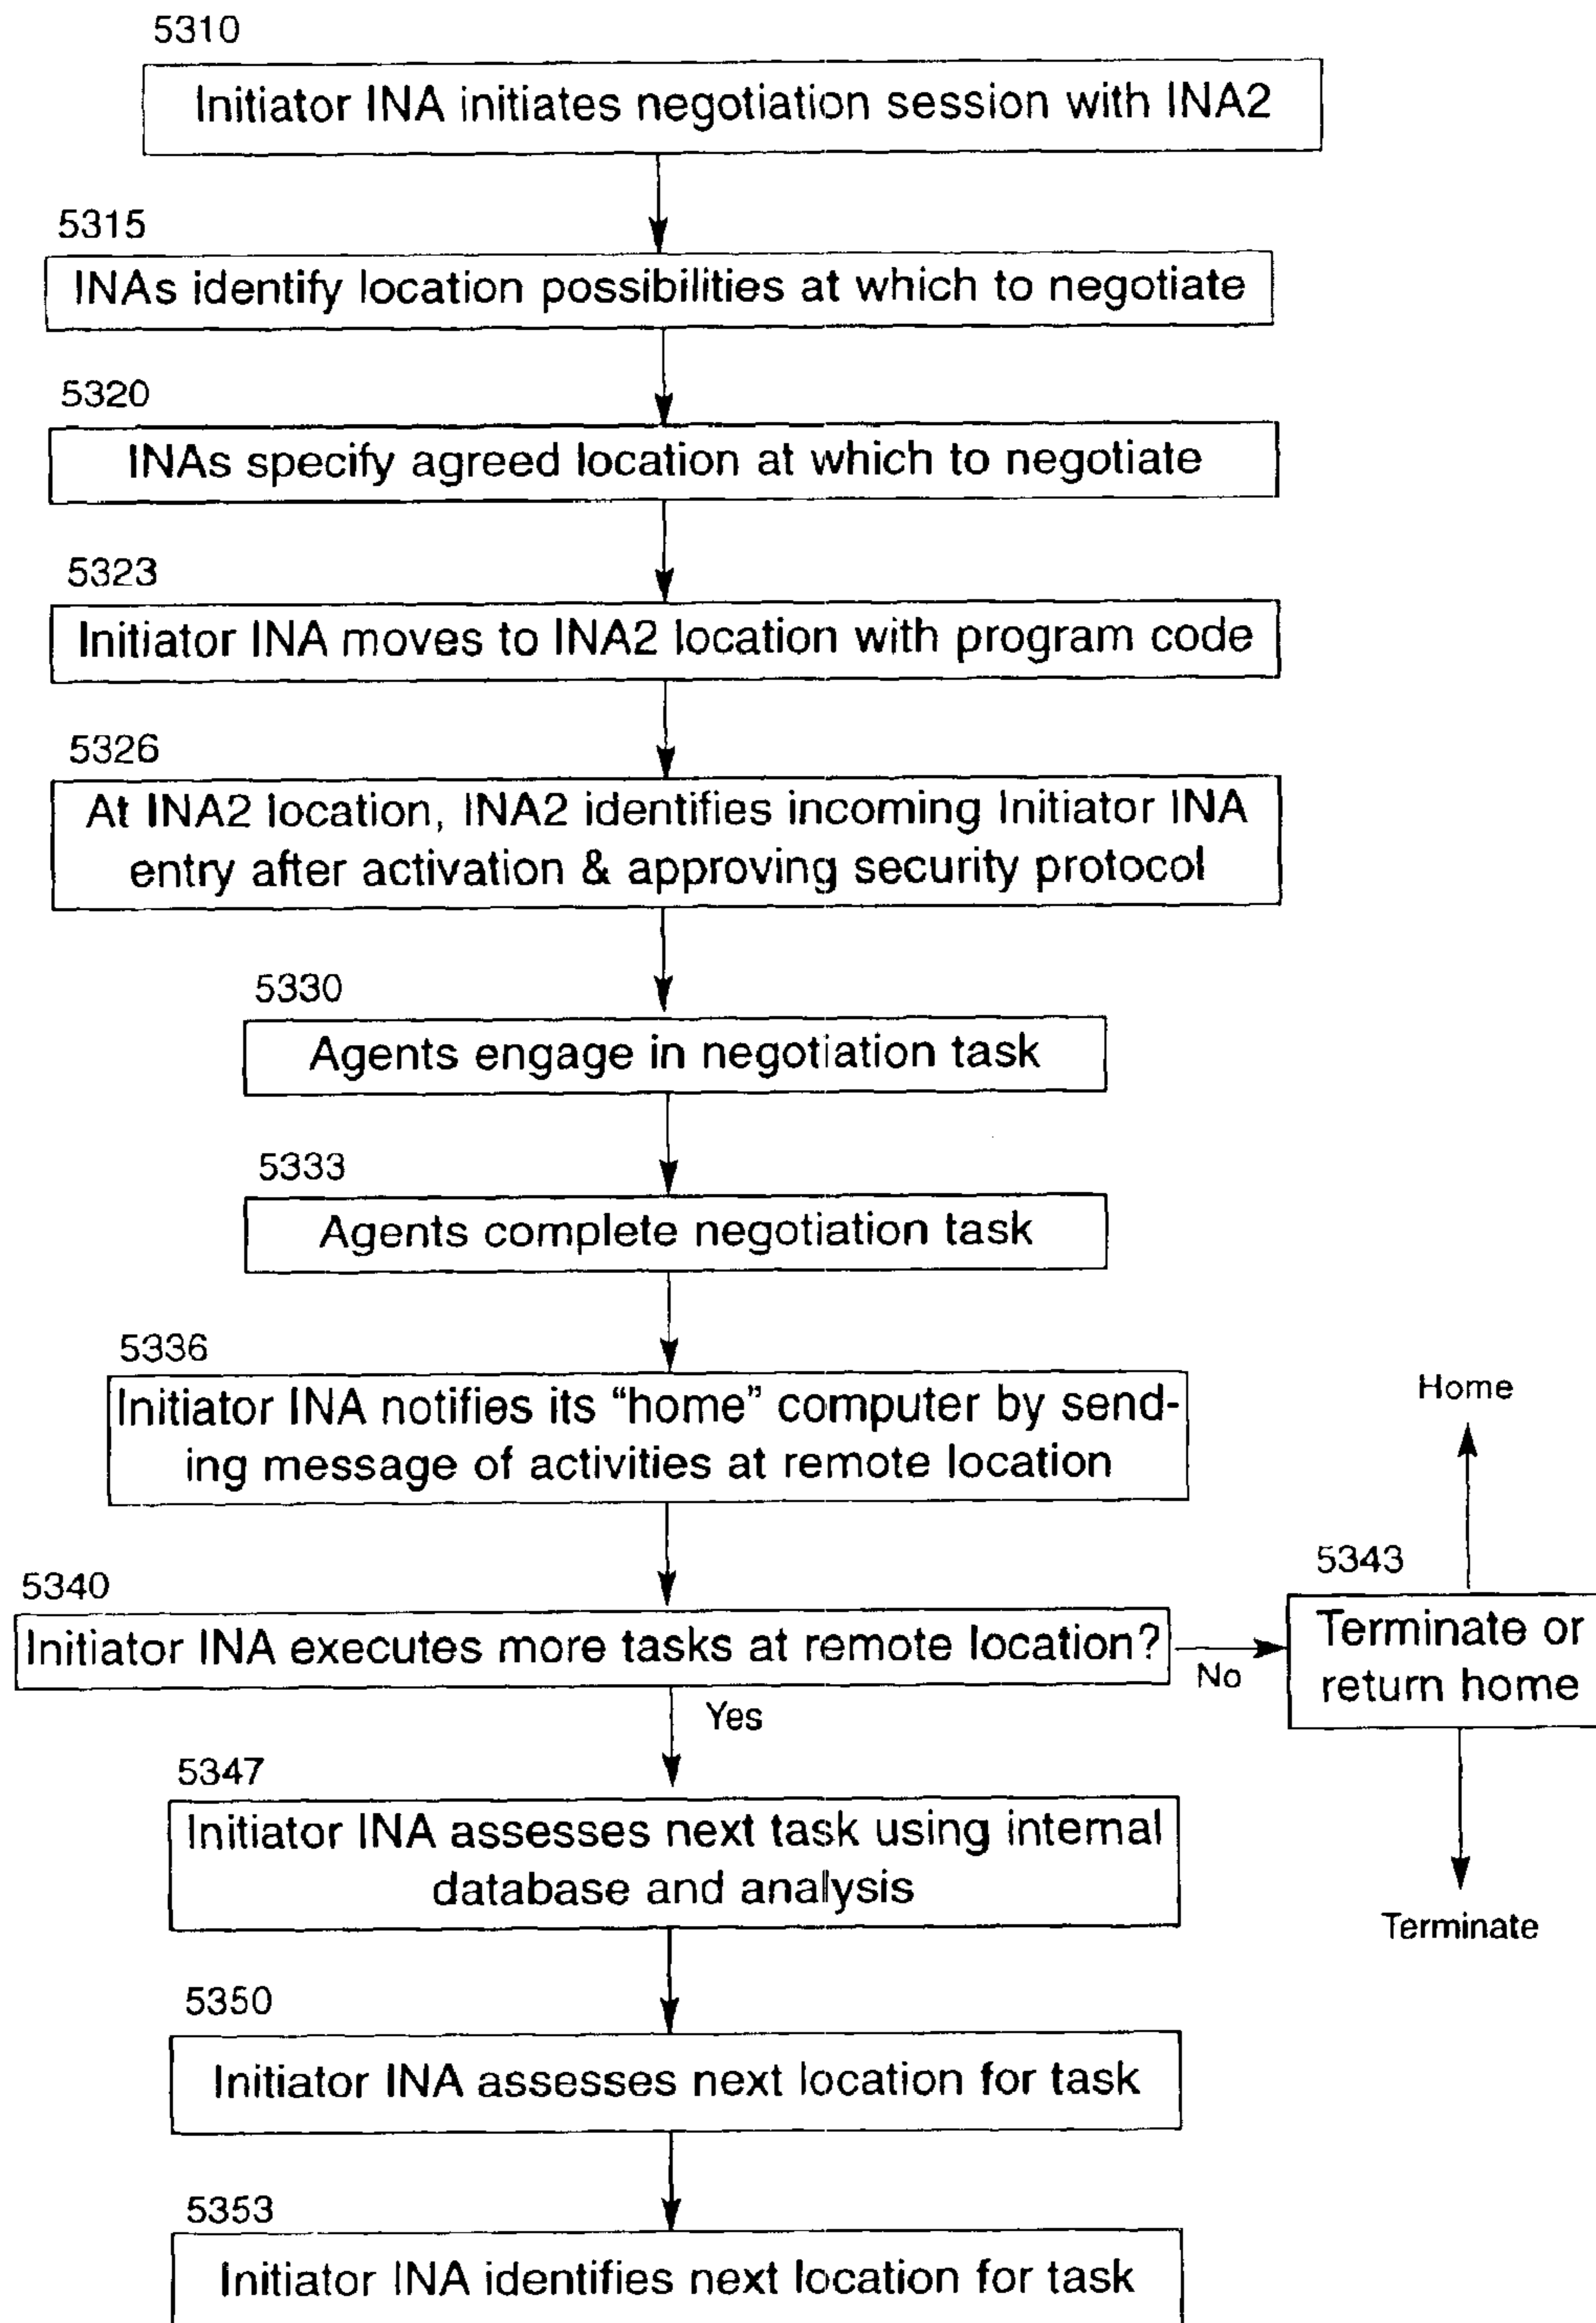 5310
Initiator INA initiates negotiation session with INA2
5315
INAs identify location possibilities at which to negotiate
5320
INAs specify agreed location at which to negotiate
5323
Initiator INA moves to INA2 location with program code
5326
At INA2 location, INA2 identifies incoming Initiator INA
entry after activation & approving security protocol
5330
Agents engage in negotiation task
5333
Agents complete negotiation task
5336
Initiator INA notifies its “home” computer by send-
ing message of activities at remote location
5340
Initiator INA executes more tasks at remote location?
No
Yes
5343
Terminate or
return home
Home
Terminate
5347
Initiator INA assesses next task using internal
database and analysis
5350
Initiator INA assesses next location for task
5353
Initiator INA identifies next location for task